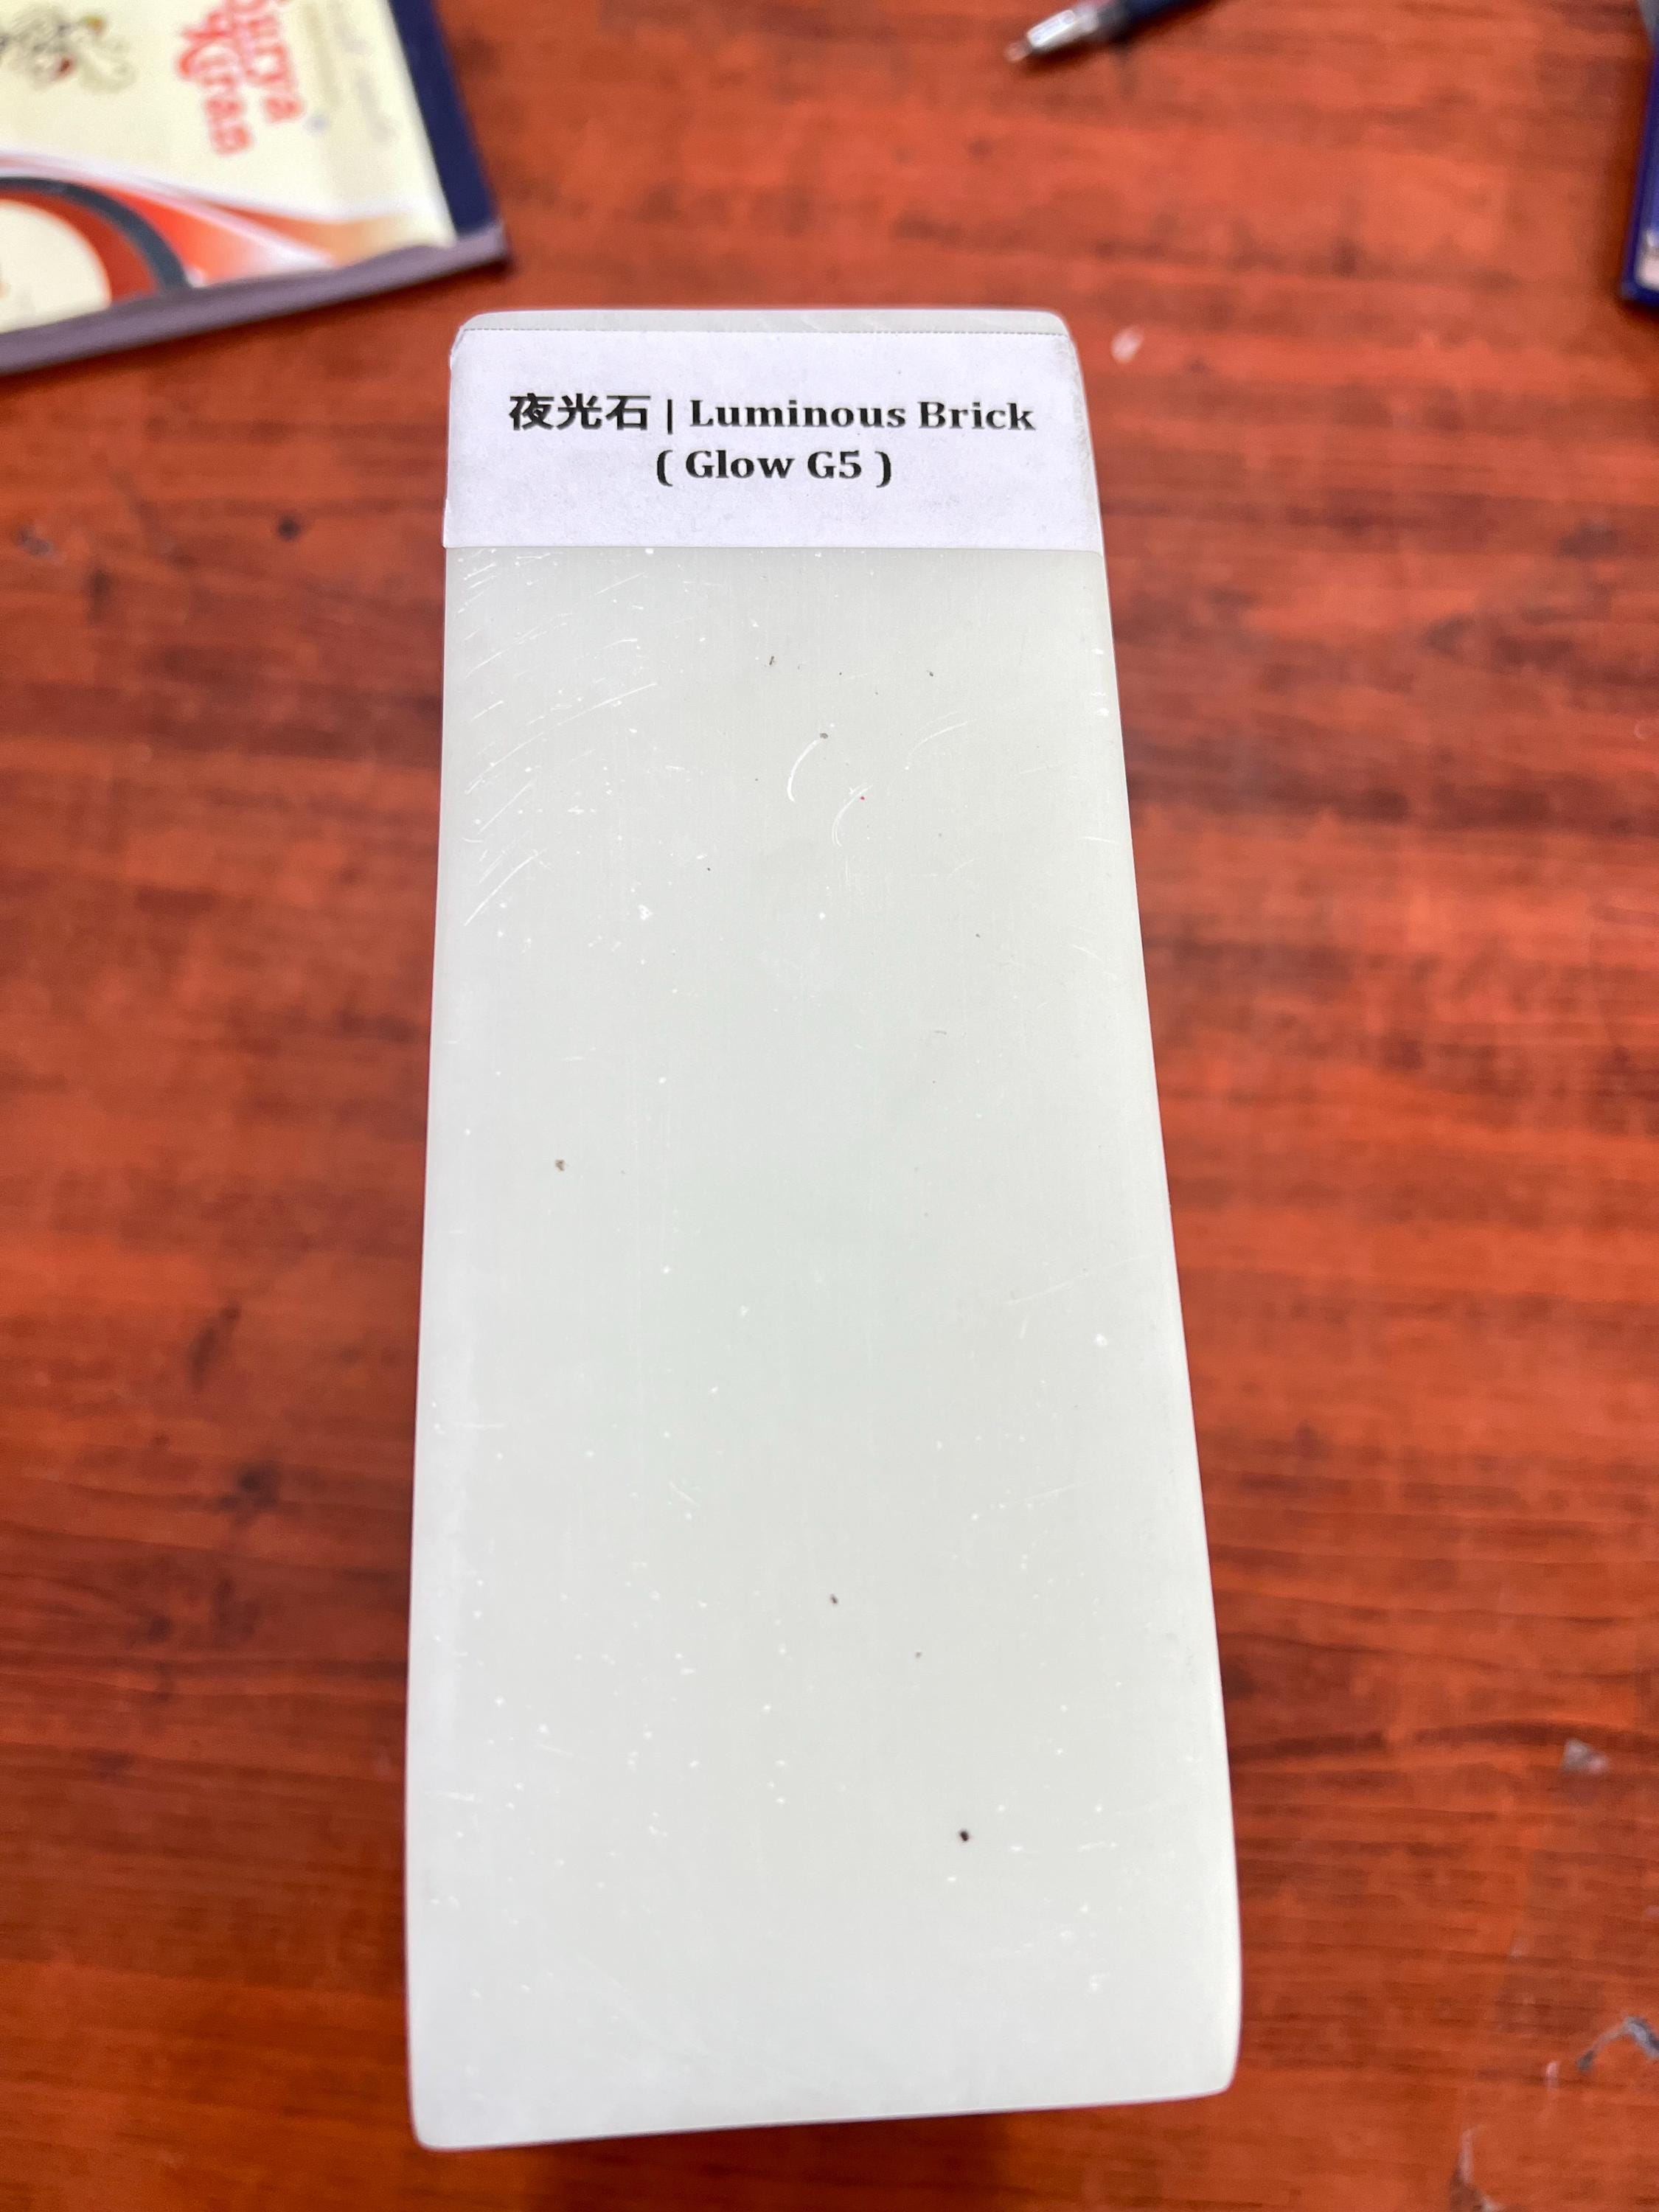 夜光石 | Luminous Brick
( Glow G5 )